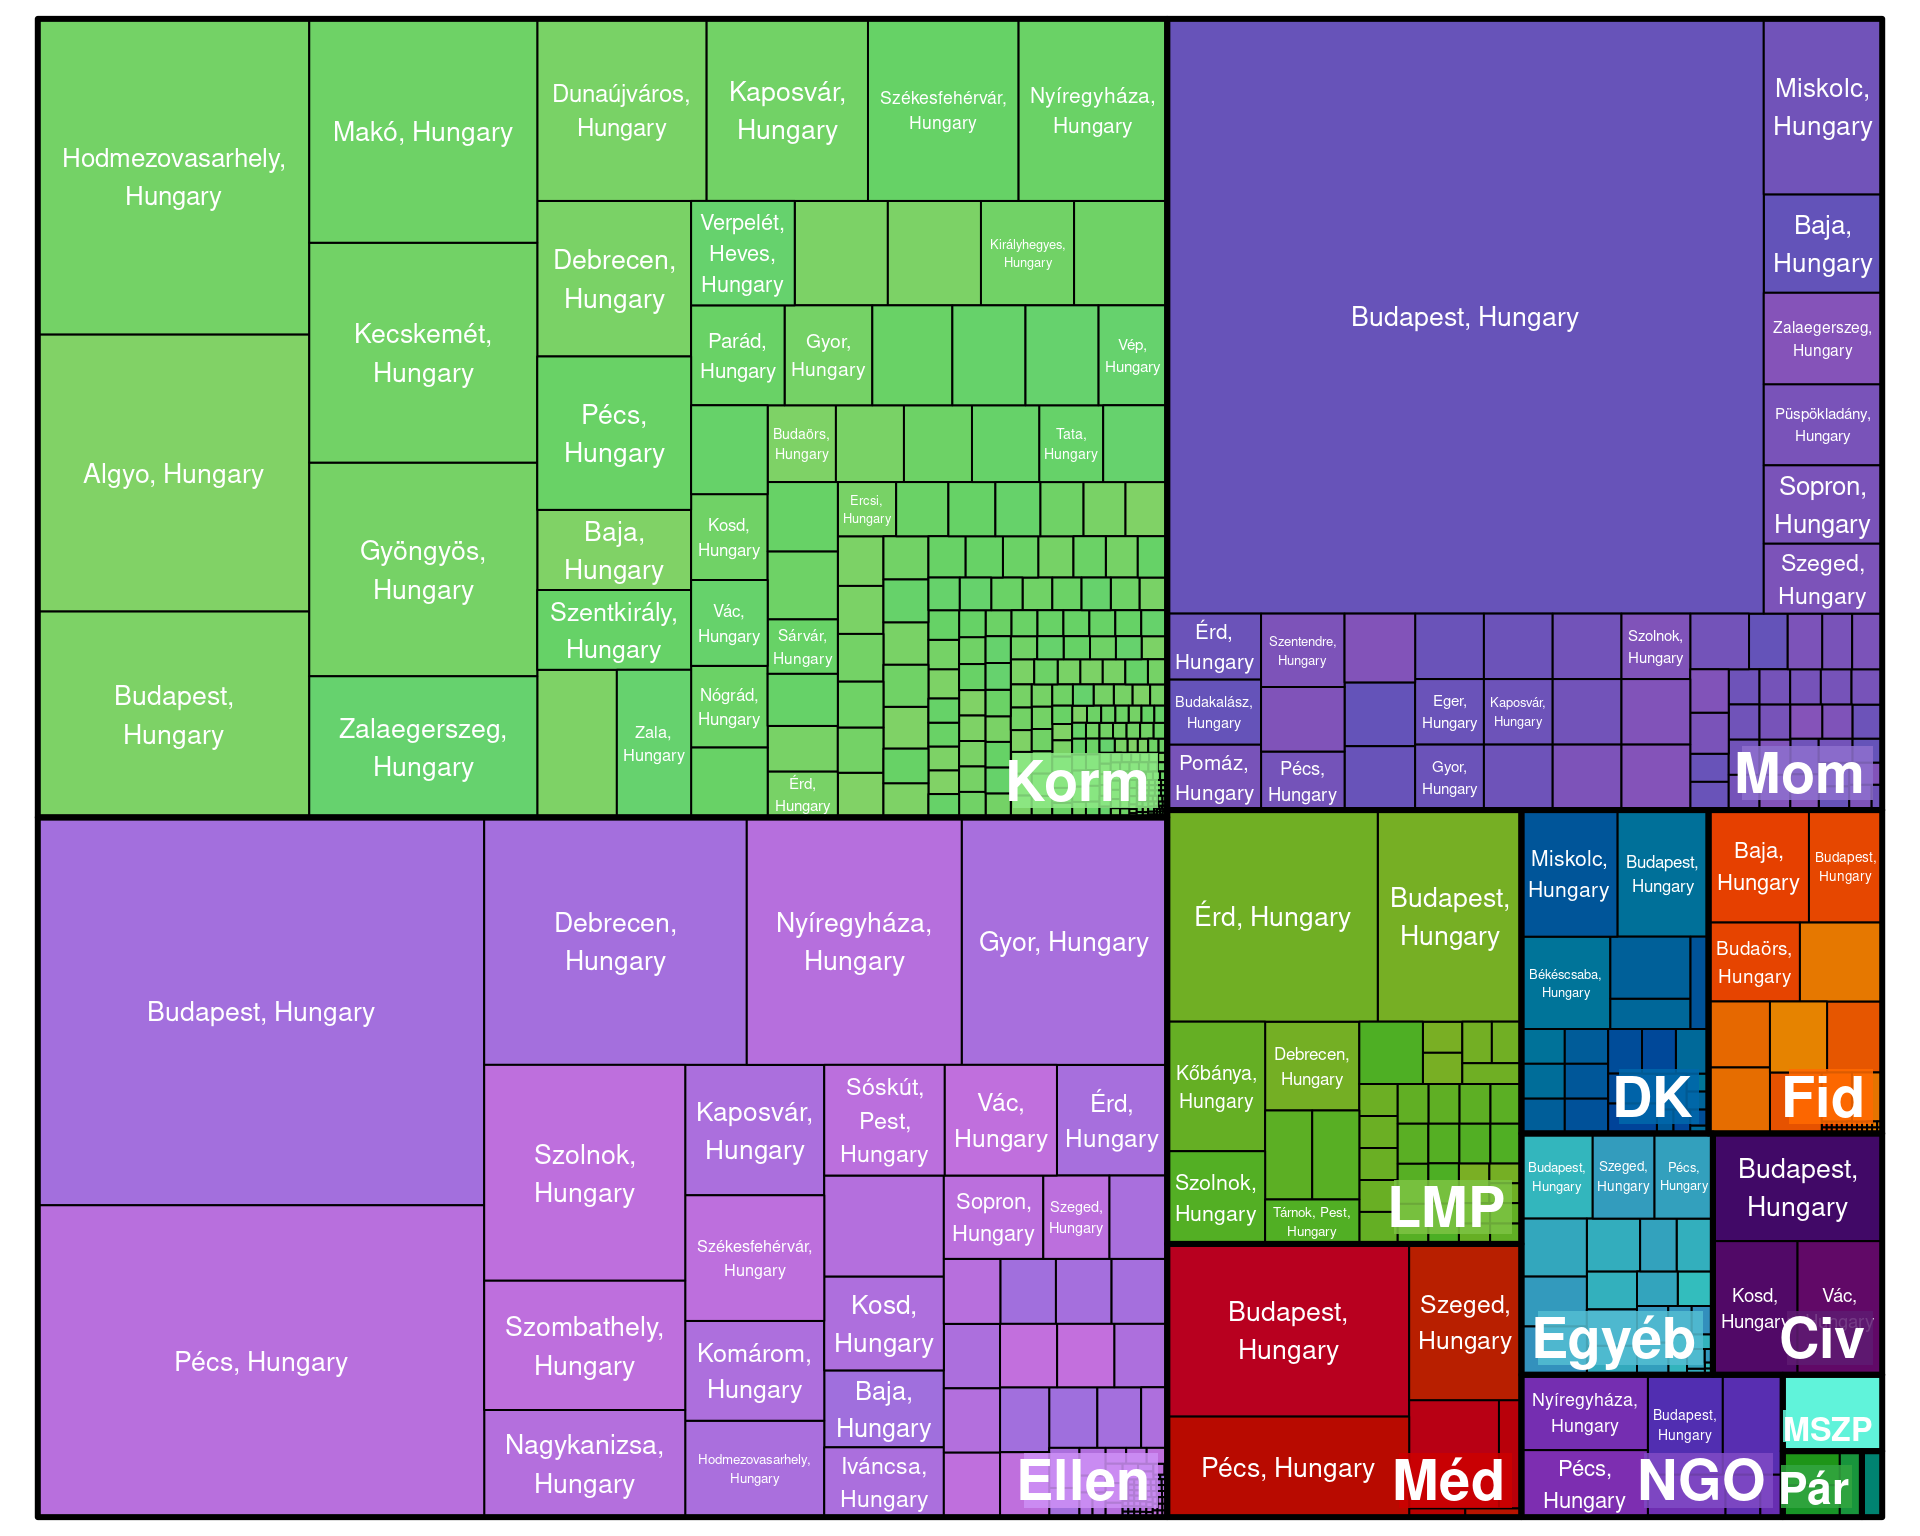 Hodmezovasarhely,
Hungary
Algyo, Hungary
Budapest,
Hungary
Makó, Hungary
Kecskemét,
Hungary
Gyöngyös,
Hungary
Zalaegerszeg,
Hungary
Dunaújváros,
Hungary
Kaposvár,
Hungary
Székesfehérvár,
Hungary
Nyíregyháza,
Hungary
Debrecen,
Hungary
Pécs,
Hungary
Baja,
Hungary
Szentkirály,
Hungary
Zala,
Hungary
Verpelét,
Heves,
Hungary
Királyhegyes,
Hungary
Parád,
Hungary
Gyor,
Hungary
Vép,
Hungary
Budaörs,
Hungary
Tata,
Hungary
Kosd,
Hungary
Ercsi,
Hungary
Vác,
Hungary
Sárvár,
Hungary
Nógrád,
Hungary
Érd,
Hungary
Korm
Budapest, Hungary
Miskolc,
Hungary
Baja,
Hungary
Zalaegerszeg,
Hungary
Püspökladány,
Hungary
Sopron,
Hungary
Szeged,
Hungary
Érd,
Hungary
Szentendre,
Hungary
Szolnok,
Hungary
Budakalász,
Hungary
Eger,
Hungary
Kaposvár,
Hungary
Pomáz,
Hungary
Pécs,
Hungary
Gyor,
Hungary
Mom
Budapest, Hungary
Pécs, Hungary
Debrecen,
Hungary
Nyíregyháza,
Hungary
Gyor, Hungary
Szolnok,
Hungary
Szombathely,
Hungary
Nagykanizsa,
Hungary
Kaposvár,
Hungary
Székesfehérvár,
Hungary
Komárom,
Hungary
Hodmezovasarhely,
Hungary
Sóskút,
Pest,
Hungary
Vác,
Hungary
Érd,
Hungary
Sopron,
Hungary
Szeged,
Hungary
Kosd,
Hungary
Baja,
Hungary
Iváncsa,
Hungary
Ellen
Érd, Hungary
Budapest,
Hungary
Kőbánya,
Hungary
Debrecen,
Hungary
Szolnok,
Hungary
Tárnok, Pest,
Hungary
LMP
Miskolc,
Hungary
Budapest,
Hungary
Békéscsaba,
Hungary
DK
Baja,
Hungary
Budapest,
Hungary
Budaörs,
Hungary
Fid
Budapest,
Hungary
Szeged,
Hungary
Pécs,
Hungary
Egyéb
Budapest,
Hungary
Kosd,
Hungary
Vác,
Hungary
Civ
Budapest,
Hungary
Szeged,
Hungary
Pécs, Hungary
Méd
Nyíregyháza,
Hungary
Budapest,
Hungary
Pécs,
Hungary
NGO
MSZP
Pár